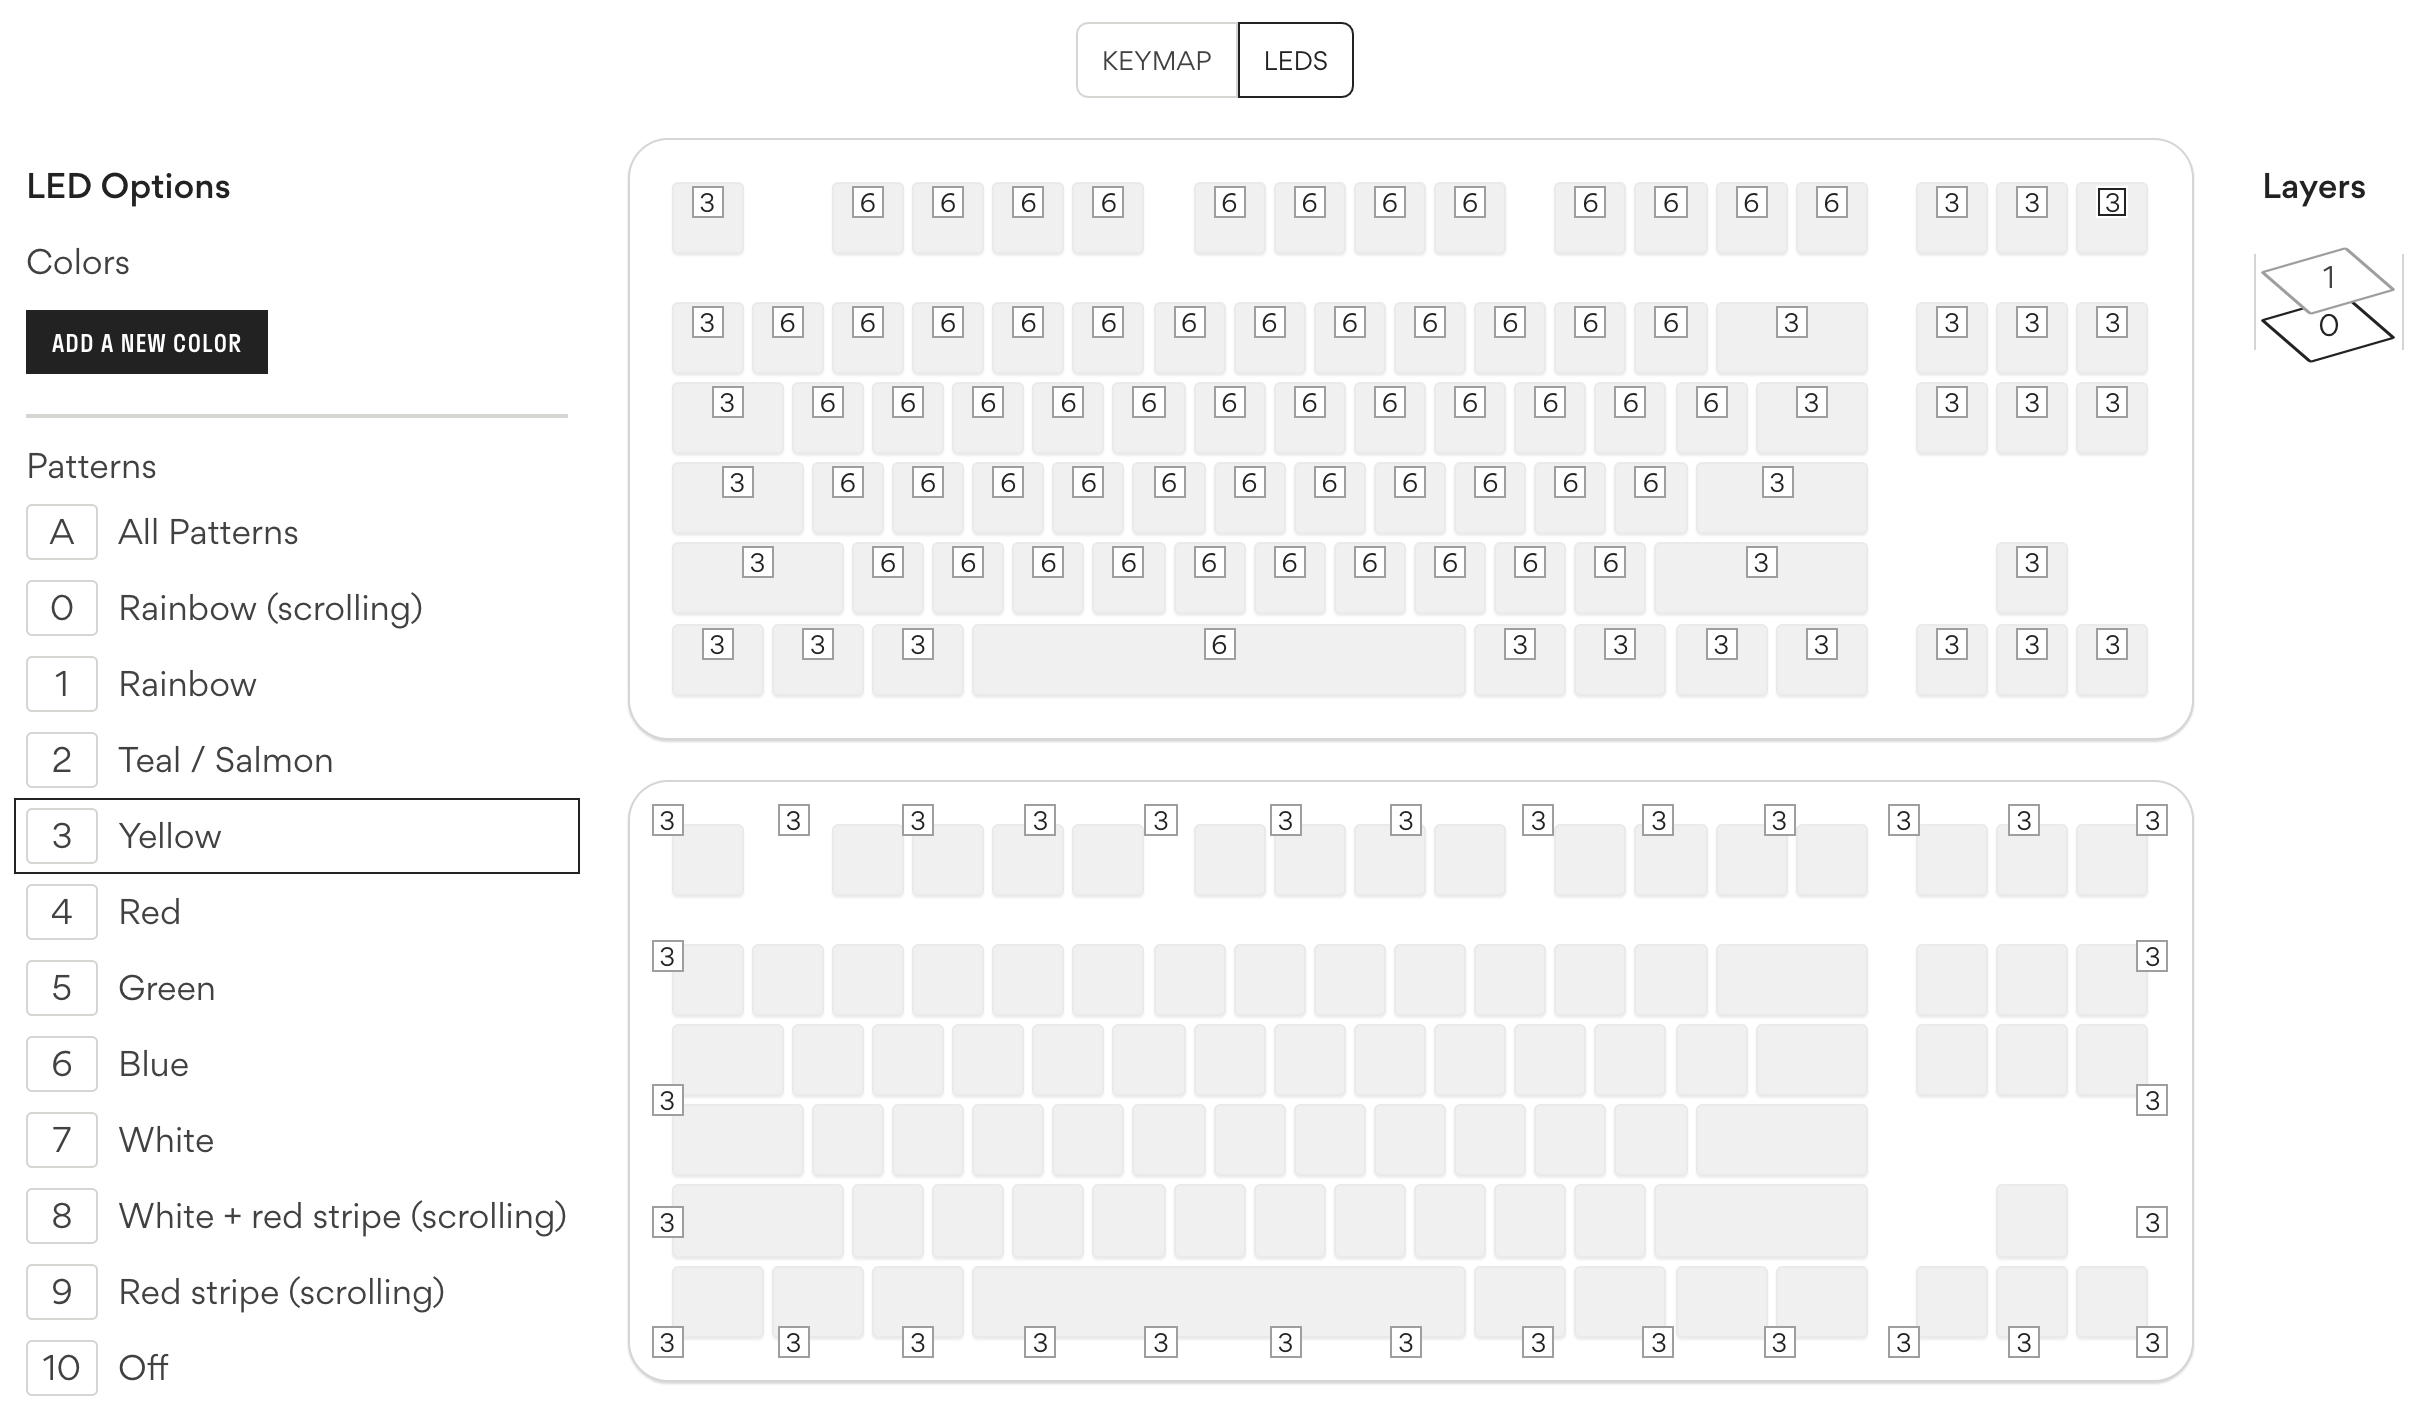 KEYMAP LEDS
LED Options
Colors
ADD A NEW COLOR
Patterns
A All Patterns
0 Rainbow (scrolling)
1 Rainbow
2 Teal / Salmon
3 Yellow
4 Red
5 Green
6 Blue
7 White
8 White + red stripe (scrolling)
9 Red stripe (scrolling)
10 Off
3 6 6 6 6 6 6 6 6 6 6 6 6 3 3 3
3 6 6 6 6 6 6 6 6 6 6 6 6 3 3 3 3
3 6 6 6 6 6 6 6 6 6 6 6 6 3 3 3 3
3 6 6 6 6 6 6 6 6 6 6 6 3
3 6 6 6 6 6 6 6 6 6 6 3 3
3 3 3 6 3 3 3 3 3 3 3
3 3 3 3 3 3 3 3 3 3 3 3 3
3 3
3 3
3 3
3 3 3 3 3 3 3 3 3 3 3 3 3
Layers
1
0